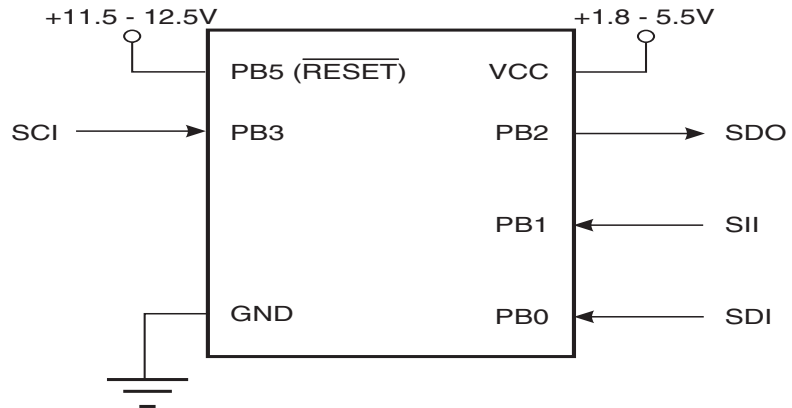 +11.5 - 12.5V
+1.8 - 5.5V
PB5 (RESET)
VCC
SCI
PB3
PB2
SDO
PB1
SII
GND
PB0
SDI